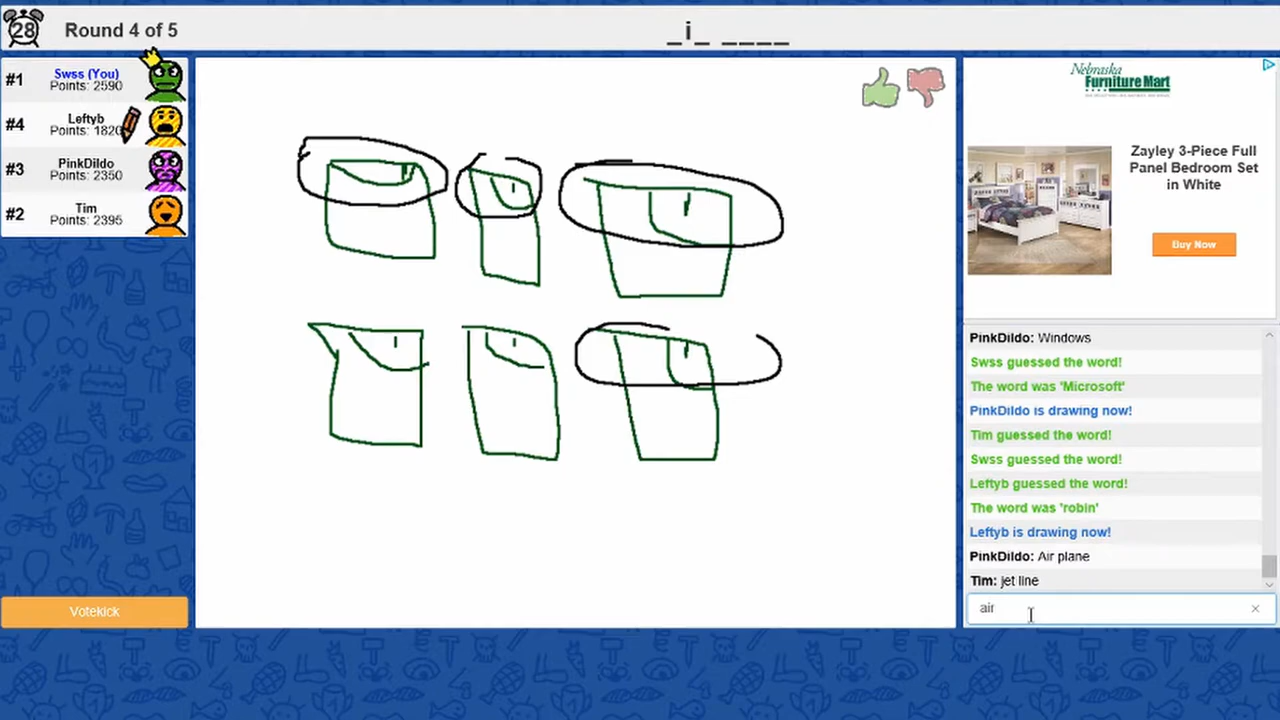 28
Round 4 of 5
_i_ ____
#1
Swss (You)
Points: 2590
#4
Leftyb
Points: 1820
#3
PinkDildo
Points: 2350
#2
Tim
Points: 2395
Votekick
Nebraska
Furniture Mart
Zayley 3-Piece Full
Panel Bedroom Set
in White
Buy Now
PinkDildo: Windows
Swss guessed the word!
The word was 'Microsoft'
PinkDildo is drawing now!
Tim guessed the word!
Swss guessed the word!
Leftyb guessed the word!
The word was 'robin'
Leftyb is drawing now!
PinkDildo: Air plane
Tim: jet line
air